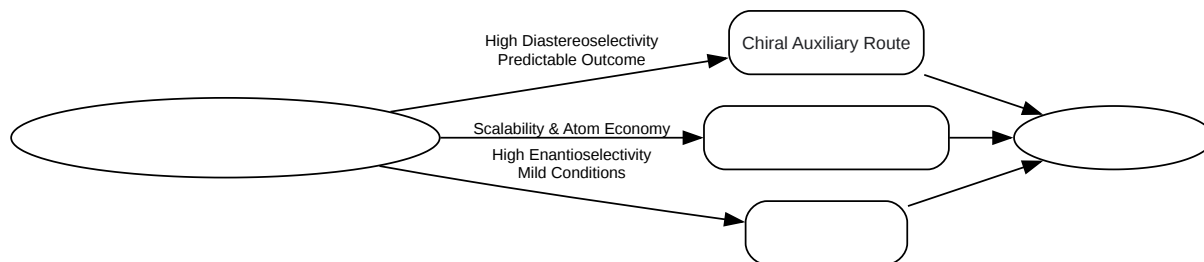 High Diastereoselectivity
Predictable Outcome
Chiral Auxiliary Route
Scalability & Atom Economy
High Enantioselectivity
Mild Conditions